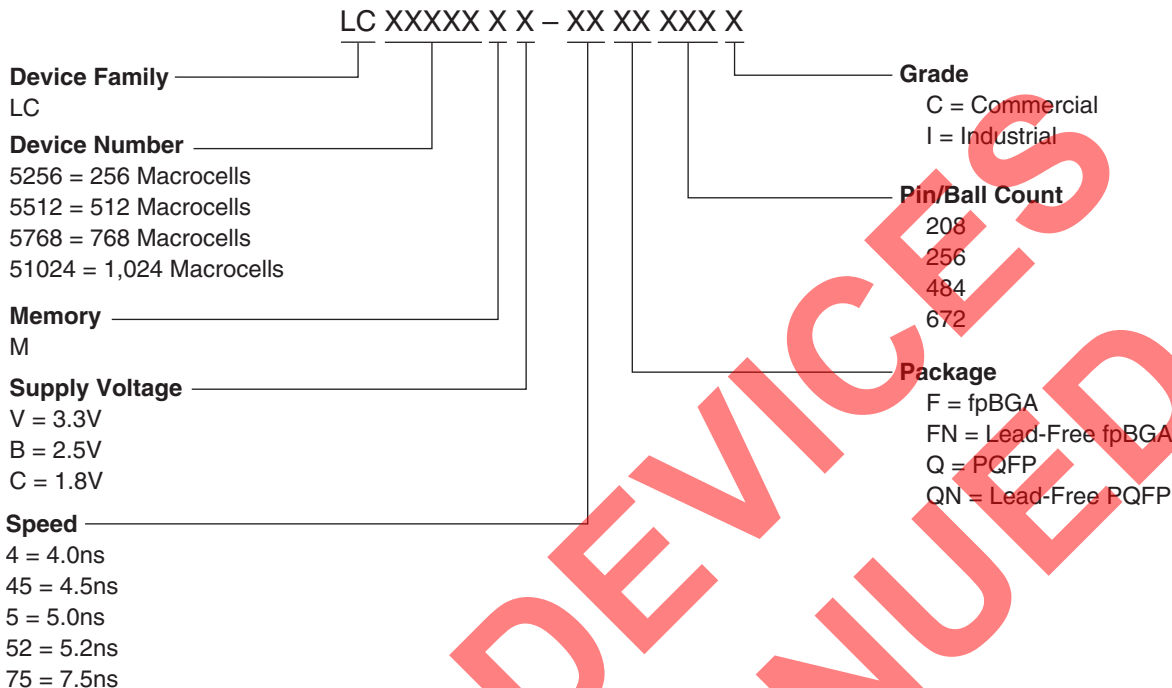 LC XXXXX X X – XX XX XXX X
Device Family
LC
Device Number
5256 = 256 Macrocells
5512 = 512 Macrocells
5768 = 768 Macrocells
51024 = 1,024 Macrocells
Memory
M
Supply Voltage
V = 3.3V
B = 2.5V
C = 1.8V
Speed
4 = 4.0ns
45 = 4.5ns
5 = 5.0ns
52 = 5.2ns
75 = 7.5ns
Grade
C = Commercial
I = Industrial
Pin/Ball Count
208
256
484
672
Package
F = fpBGA
FN = Lead-Free fpBGA
Q = PQFP
QN = Lead-Free PQFP
DEVICES
NUED